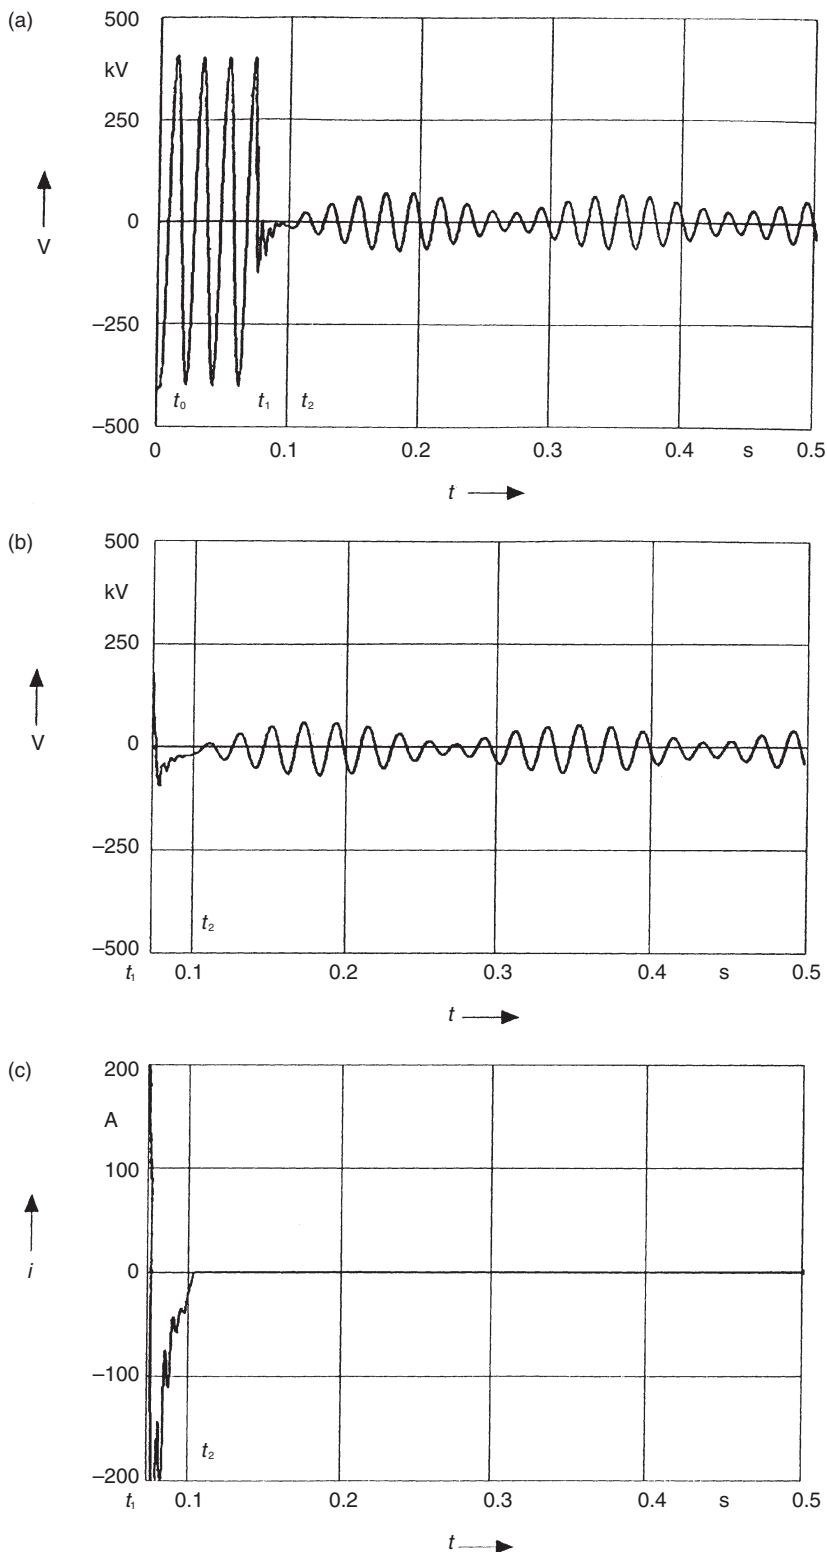 (a)
500
kV
250
V
0
–250
t₀ t₁ t₂
–500
0 0.1 0.2 0.3 0.4 s 0.5
t
(b)
500
kV
250
V
0
–250
t₂
–500
t₁ 0.1 0.2 0.3 0.4 s 0.5
t
(c)
200
A
100
i
0
–100
t₂
–200
t₁ 0.1 0.2 0.3 0.4 s 0.5
t